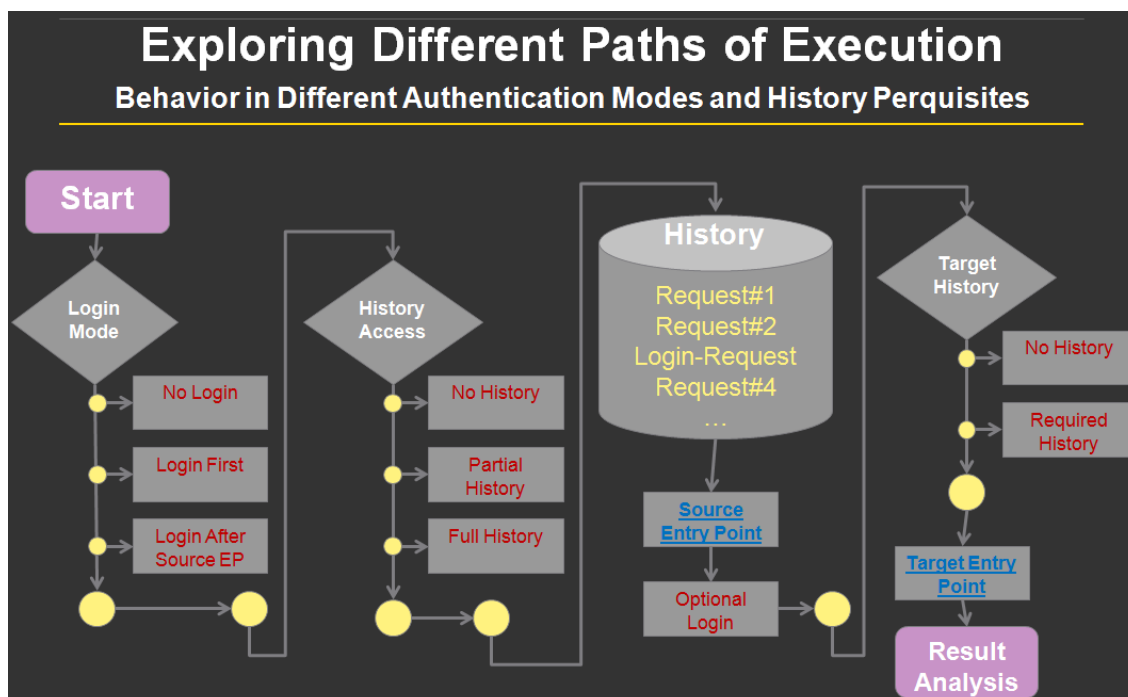 Exploring Different Paths of Execution
Behavior in Different Authentication Modes and History Perquisites
Start
Login
Mode
No Login
Login First
Login After
Source EP
History
Access
No History
Partial
History
Full History
History
Request#1
Request#2
Login-Request
Request#4
...
Source
Entry Point
Optional
Login
Target
History
No History
Required
History
Target Entry
Point
Result
Analysis